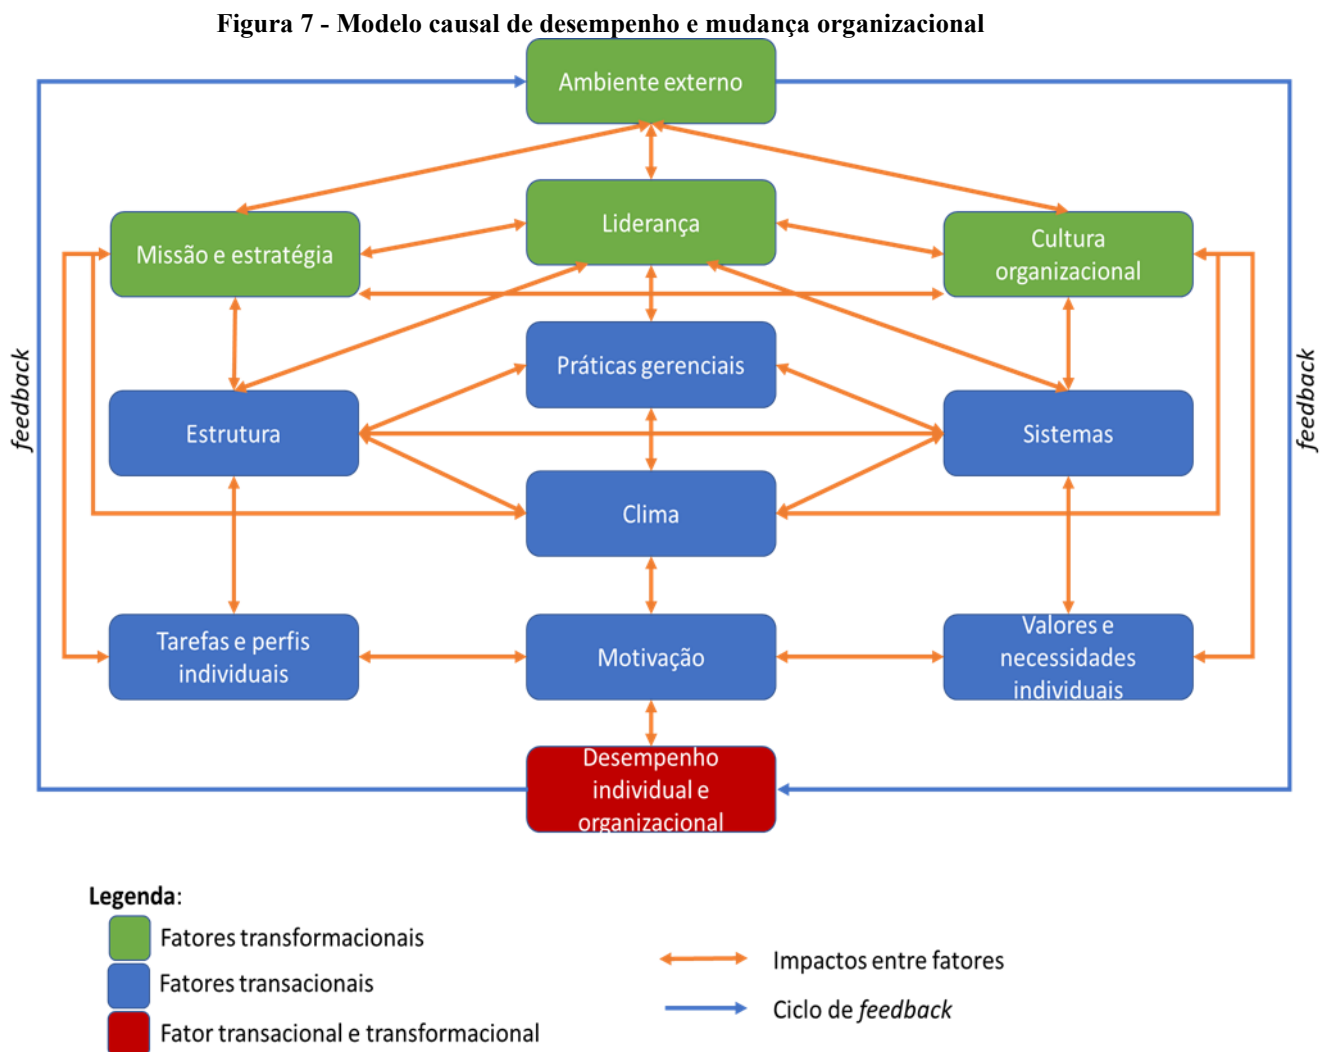 Figura 7 - Modelo causal de desempenho e mudança organizacional
Ambiente externo
Liderança
Missão e estratégia
Cultura
organizacional
Práticas gerenciais
feedback
feedback
Estrutura
Sistemas
Clima
Tarefas e perfis
individuais
Motivação
Valores e
necessidades
individuais
Desempenho
individual e
organizacional
Legenda:
Fatores transformacionais
Fatores transacionais
Fator transacional e transformacional
Impactos entre fatores
Ciclo de feedback